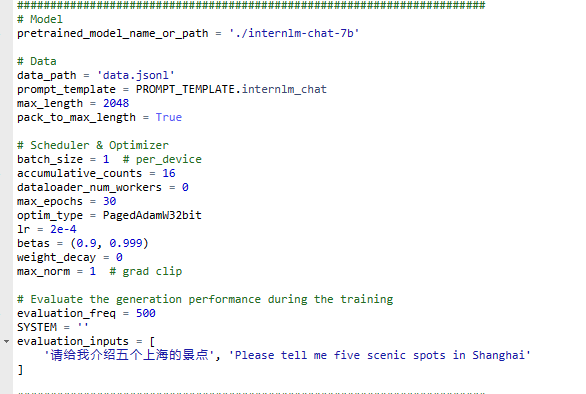 #######################################################################
# Model
pretrained_model_name_or_path = './internlm-chat-7b'
# Data
data_path = 'data.jsonl'
prompt_template = PROMPT_TEMPLATE.internlm_chat
max_length = 2048
pack_to_max_length = True
# Scheduler & Optimizer
batch_size = 1  # per_device
accumulative_counts = 16
dataloader_num_workers = 0
max_epochs = 30
optim_type = PagedAdamW32bit
lr = 2e-4
betas = (0.9, 0.999)
weight_decay = 0
max_norm = 1  # grad clip
# Evaluate the generation performance during the training
evaluation_freq = 500
SYSTEM = ''
evaluation_inputs = [
    '请给我介绍五个上海的景点', 'Please tell me five scenic spots in Shanghai'
]